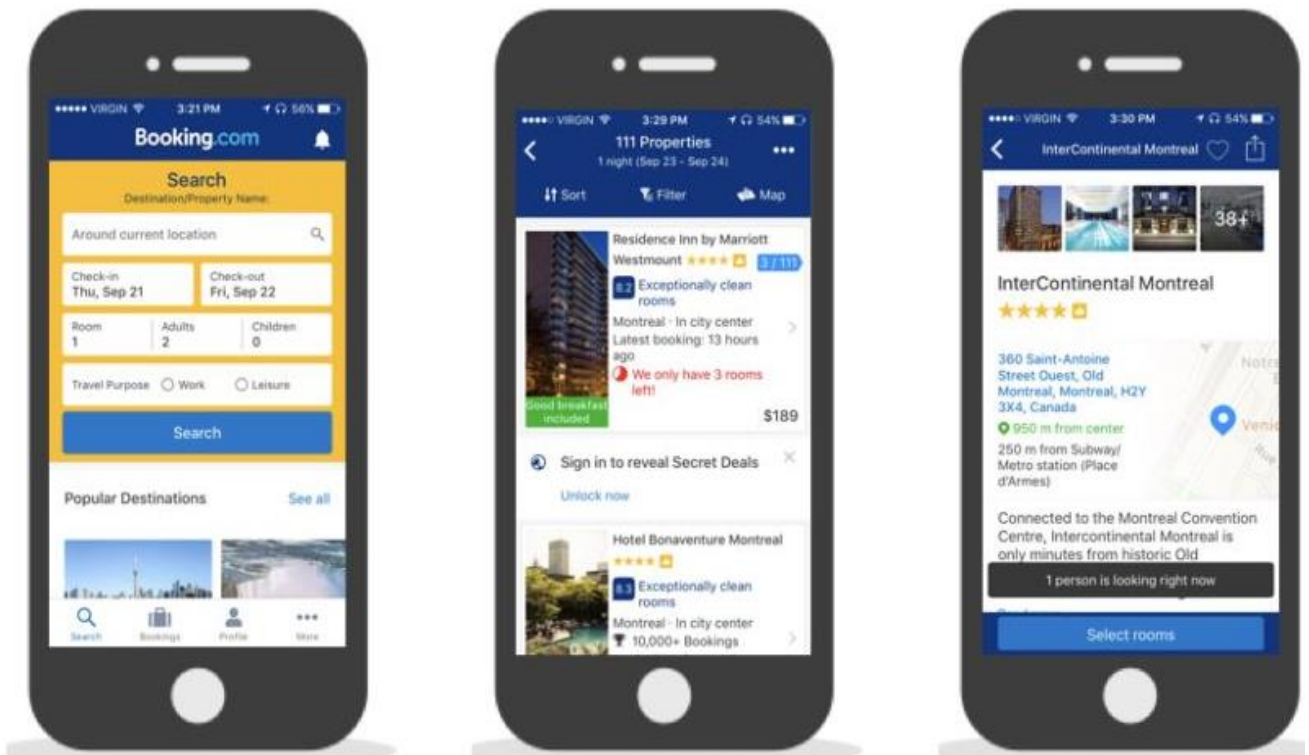 VIRGIN 3:21 PM 56%
Booking.com
Search
Destination/Property Name:
Around current location
Check-in
Thu, Sep 21
Check-out
Fri, Sep 22
Room
1
Adults
2
Children
0
Travel Purpose Work Leisure
Search
Popular Destinations See all
Search Bookings Profile More
VIRGIN 3:29 PM 54%
111 Properties
1 night (Sep 23 - Sep 24)
Sort Filter Map
Residence Inn by Marriott
Westmount 3 / 111
8.2 Exceptionally clean
rooms
Montreal - In city center
Latest booking: 13 hours
ago
We only have 3 rooms
left!
Good breakfast
included
$189
Sign in to reveal Secret Deals
Unlock now
Hotel Bonaventure Montreal
8.3 Exceptionally clean
rooms
Montreal - In city center
10,000+ Bookings
VIRGIN 3:30 PM 54%
InterContinental Montreal
38+
InterContinental Montreal
360 Saint-Antoine
Street Ouest, Old
Montreal, Montreal, H2Y
3X4, Canada
950 m from center
250 m from Subway/
Metro station (Place
d'Armes)
Rue
Connected to the Montreal Convention
Centre, Intercontinental Montreal is
only minutes from historic Old
1 person is looking right now
Select rooms